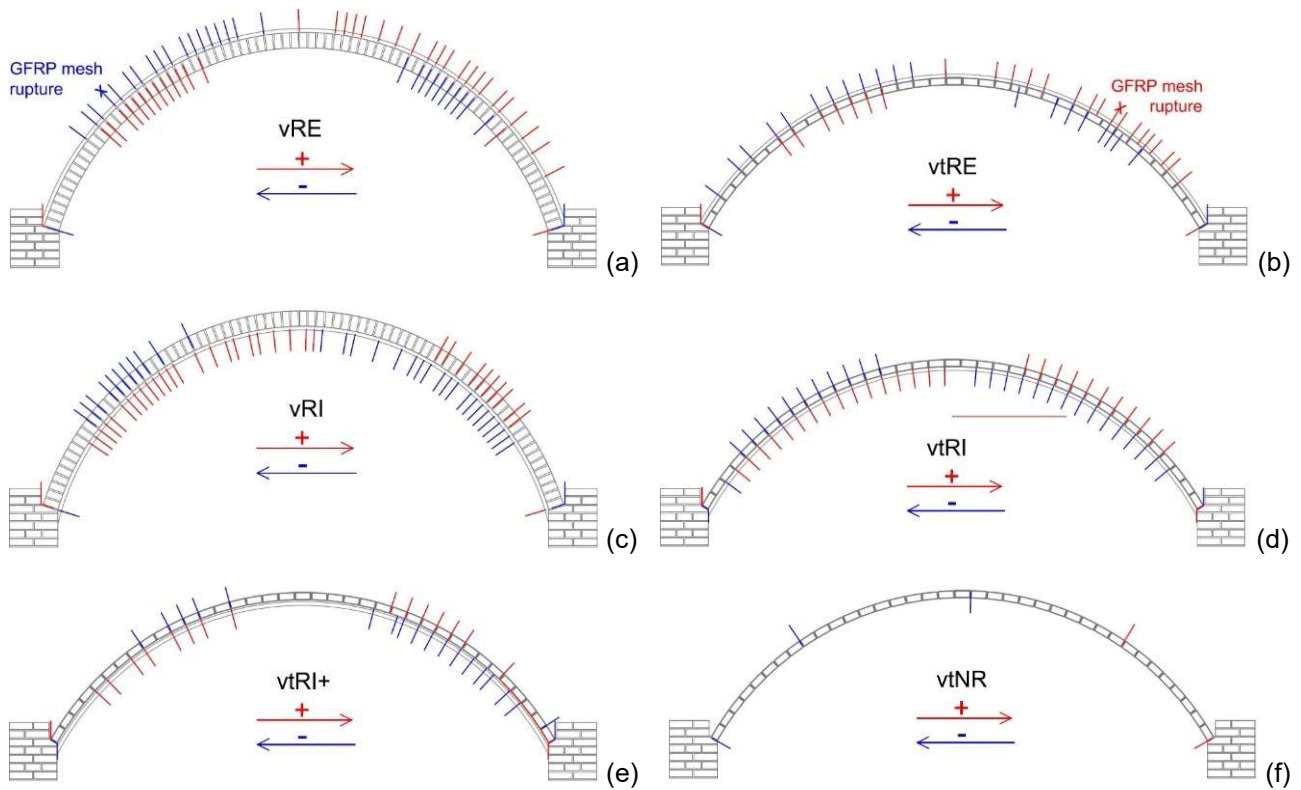 GFRP mesh
rupture
vRE
+
-
(a)
GFRP mesh
rupture
vtRE
+
-
(b)
vRI
+
-
(c)
vtRI
+
-
(d)
vtRI+
+
-
(e)
vtNR
+
-
(f)